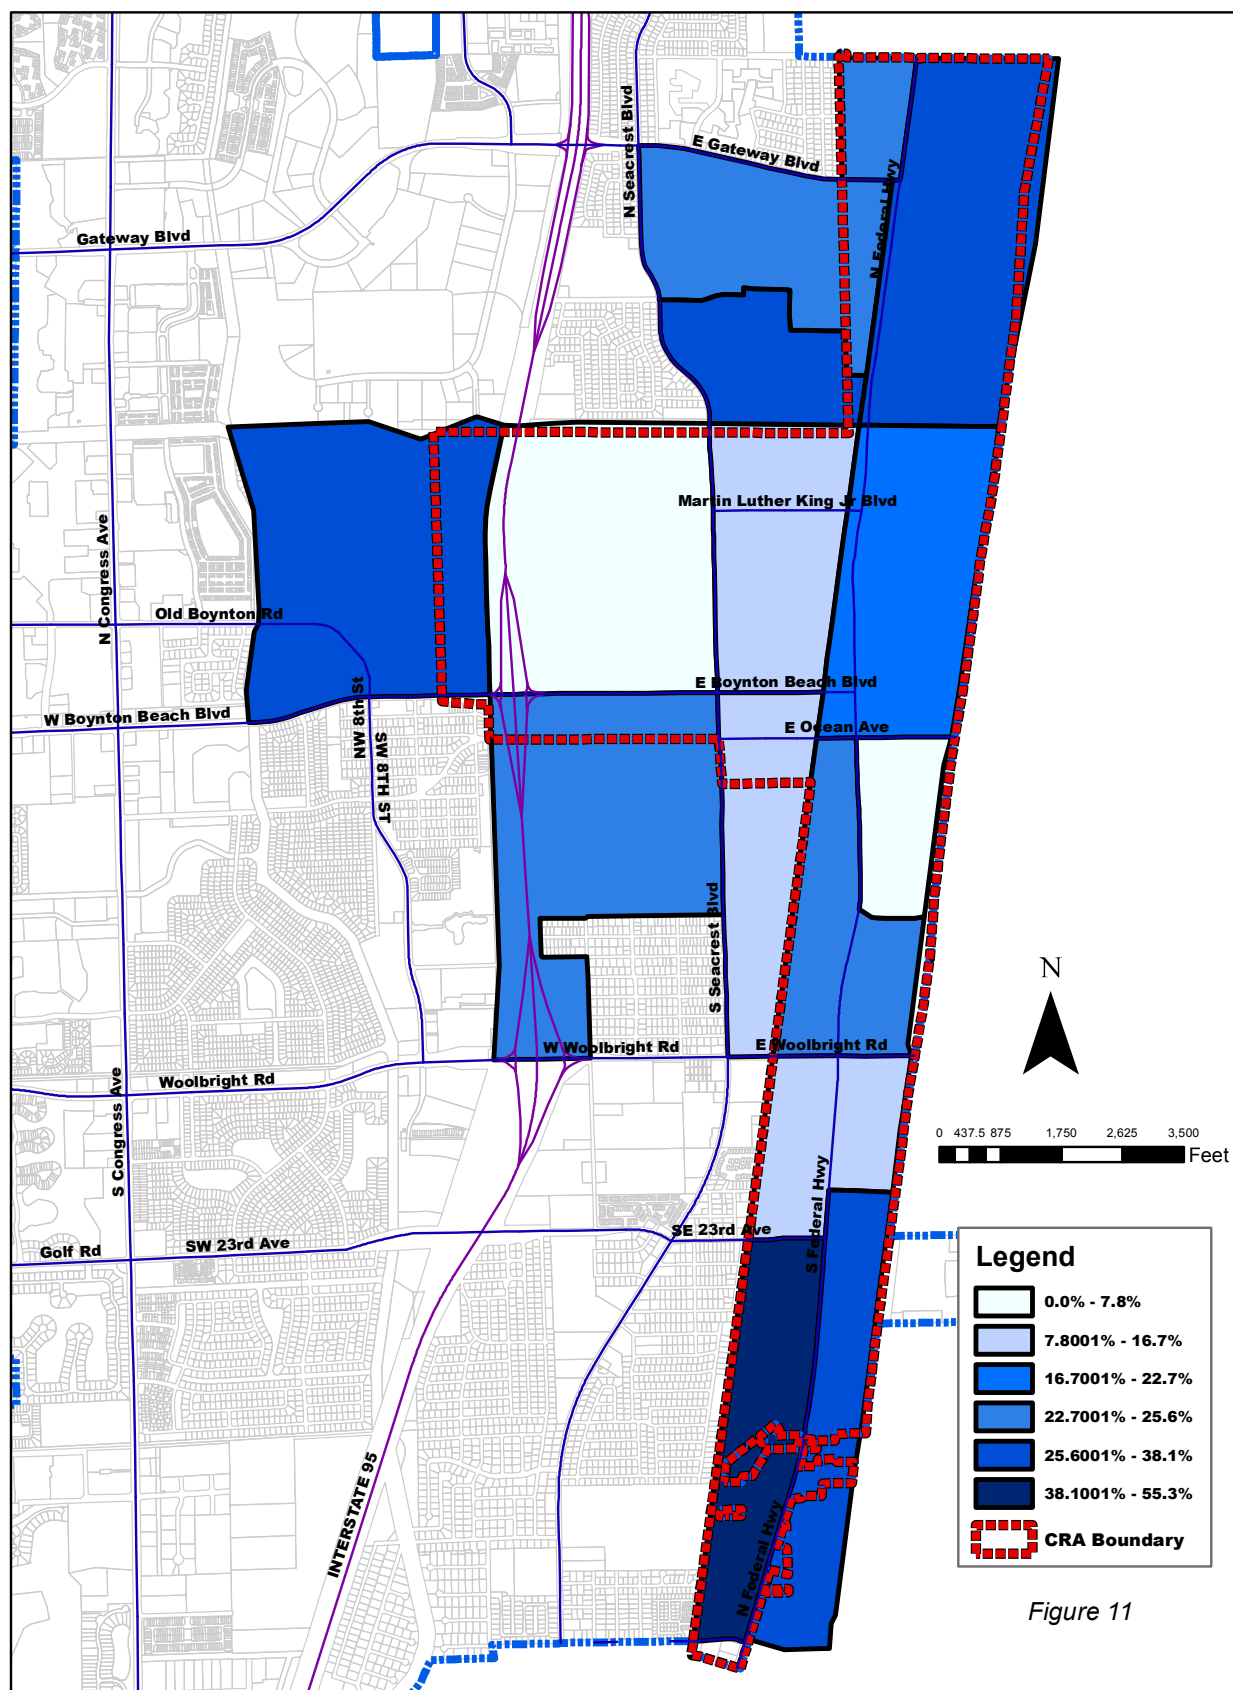 N Seacrest Blvd
E Gateway Blvd
N Federal Hwy
Gateway Blvd
Martin Luther King Jr Blvd
N Congress Ave
Old Boynton Rd
E Boynton Beach Blvd
W Boynton Beach Blvd
NW 8th St
E Ocean Ave
SW 8TH ST
S Seacrest Blvd
N
W Woolbright Rd
E Woolbright Rd
Woolbright Rd
S Congress Ave
0 437.5 875 1,750 2,625 3,500
Feet
S Federal Hwy
SE 23rd Ave
SW 23rd Ave
Golf Rd
Legend
0.0% - 7.8%
7.8001% - 16.7%
16.7001% - 22.7%
22.7001% - 25.6%
25.6001% - 38.1%
38.1001% - 55.3%
CRA Boundary
INTERSTATE 95
N Federal Hwy
Figure 11